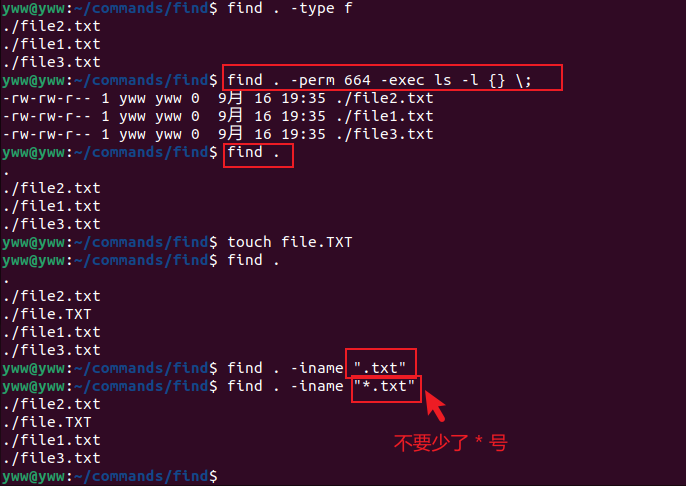 yww@yww:~/commands/find$ find . -type f
./file2.txt
./file1.txt
./file3.txt
yww@yww:~/commands/find$ find . -perm 664 -exec ls -l {} \;
-rw-rw-r-- 1 yww yww 0  9月 16 19:35 ./file2.txt
-rw-rw-r-- 1 yww yww 0  9月 16 19:35 ./file1.txt
-rw-rw-r-- 1 yww yww 0  9月 16 19:35 ./file3.txt
yww@yww:~/commands/find$ find .
.
./file2.txt
./file1.txt
./file3.txt
yww@yww:~/commands/find$ touch file.TXT
yww@yww:~/commands/find$ find .
.
./file2.txt
./file.TXT
./file1.txt
./file3.txt
yww@yww:~/commands/find$ find . -iname ".txt"
yww@yww:~/commands/find$ find . -iname "*.txt"
./file2.txt
./file.TXT
./file1.txt
不要少了 * 号
./file3.txt
yww@yww:~/commands/find$